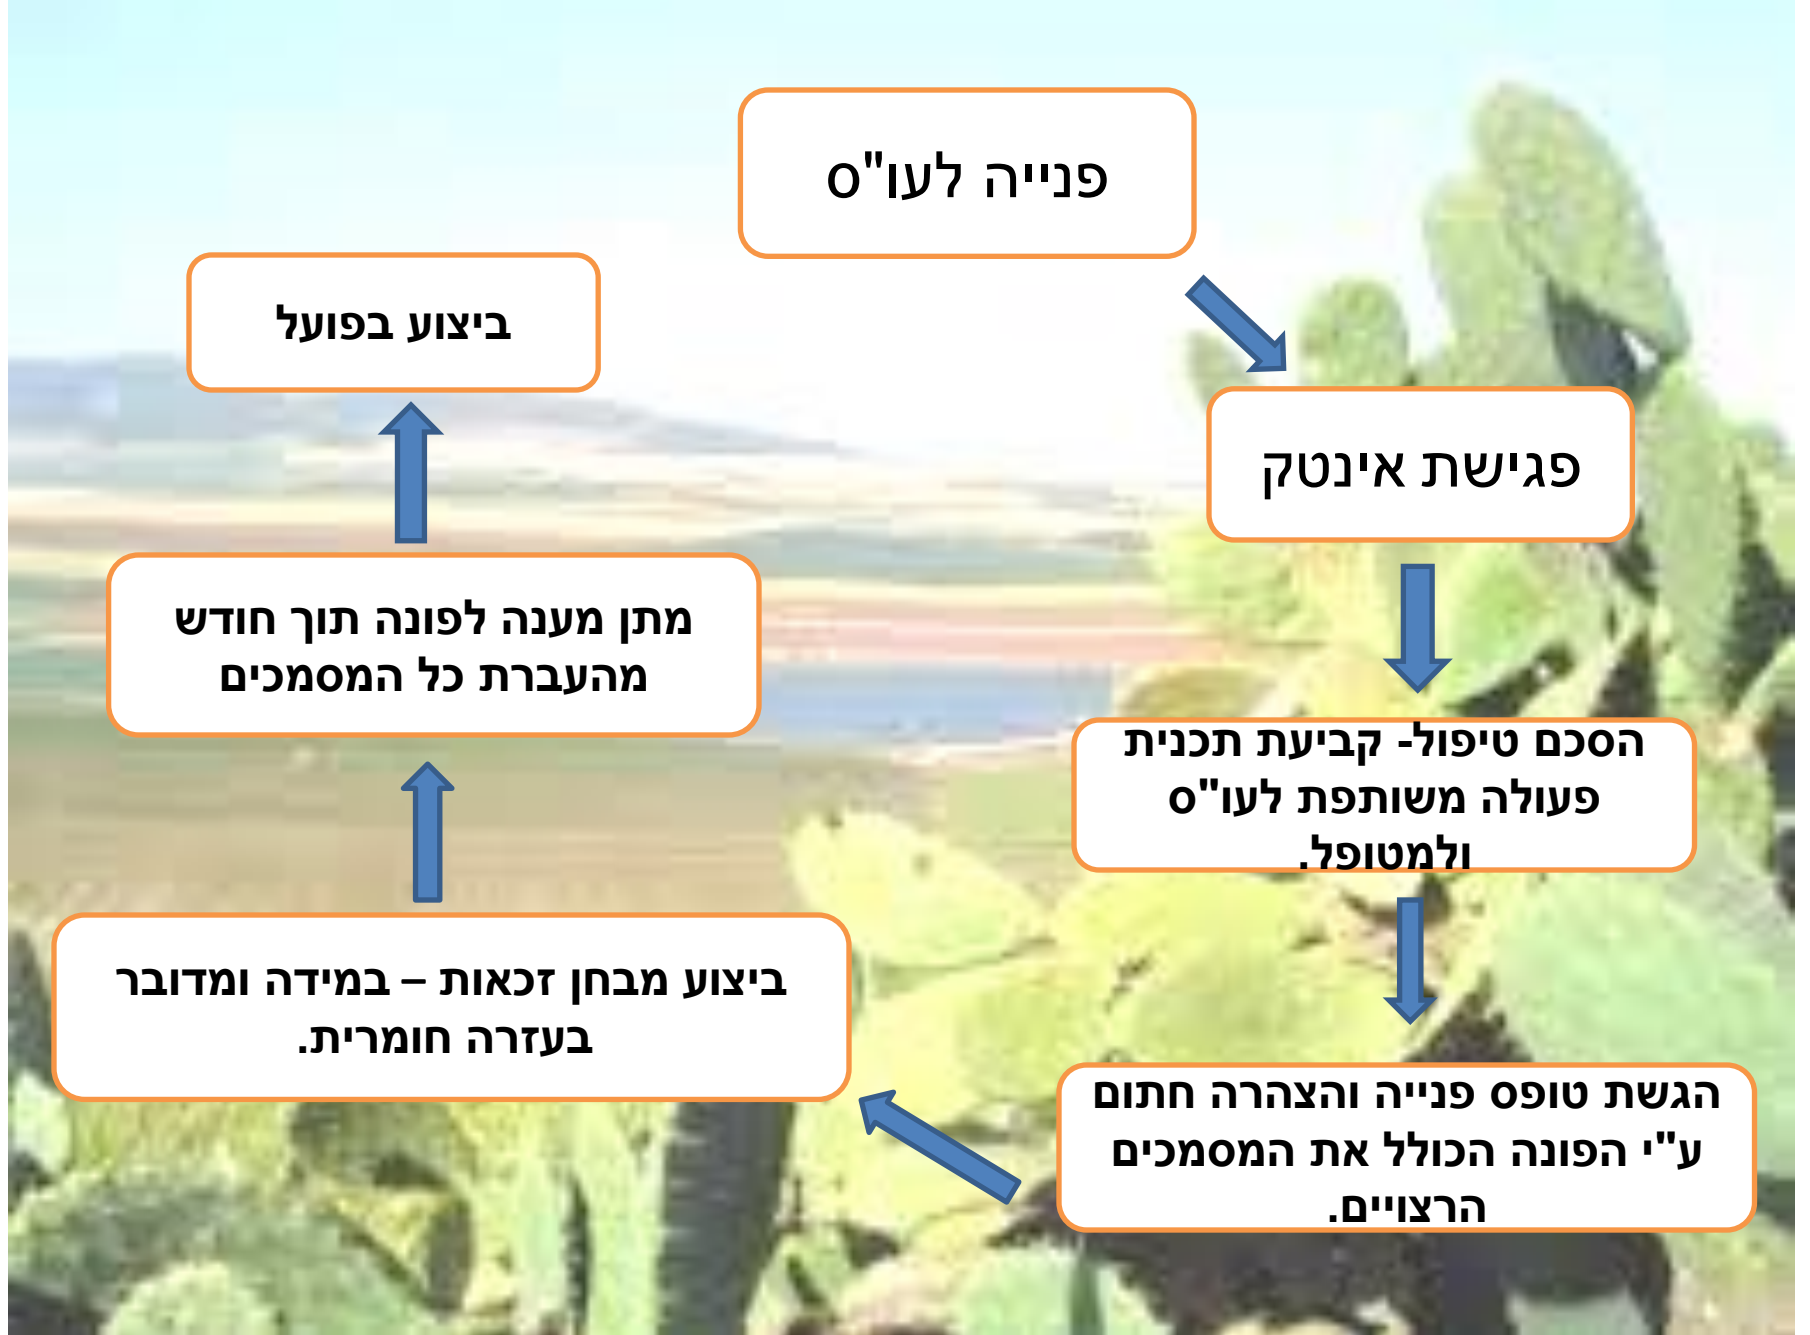 פנייה לעו"ס
פגישת אינטק
הסכם טיפול- קביעת תכנית
פעולה משותפת לעו"ס
ולמטופל.
הגשת טופס פנייה והצהרה חתום
ע"י הפונה הכולל את המסמכים
הרצויים.
ביצוע מבחן זכאות – במידה ומדובר
בעזרה חומרית.
מתן מענה לפונה תוך חודש
מהעברת כל המסמכים
ביצוע בפועל